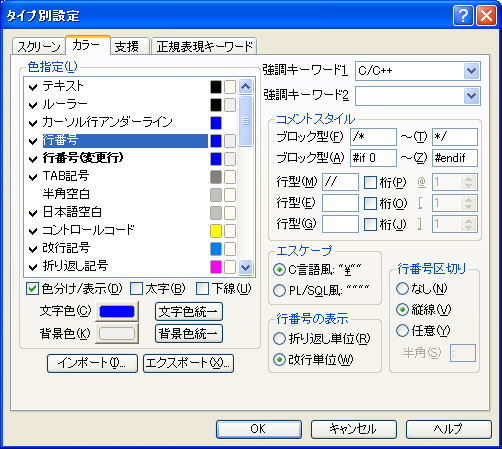 タイプ別設定
スクリーン カラー 支援 正規表現キーワード
色指定(L)
テキスト
ルーラー
カーソル行アンダーライン
行番号
行番号(変更行)
TAB記号
半角空白
日本語空白
コントロールコード
改行記号
折り返し記号
色分け/表示(D) 太字(B) 下線(U)
文字色(C) 文字色統一
背景色(K) 背景色統一
インポート(I)... エクスポート(X)...
強調キーワード1 C/C++
強調キーワード2
コメントスタイル
ブロック型(F) /* ～(T) */
ブロック型(A) #if 0 ～(Z) #endif
行型(M) // 桁(P) @ 1
行型(E) 桁(O) [ 1
行型(G) 桁(J) ] 1
エスケープ
C言語風: "¥""
PL/SQL風: """"
行番号の表示
折り返し単位(R)
改行単位(W)
行番号区切り
なし(N)
縦線(V)
任意(Y)
半角(S) :
OK キャンセル ヘルプ